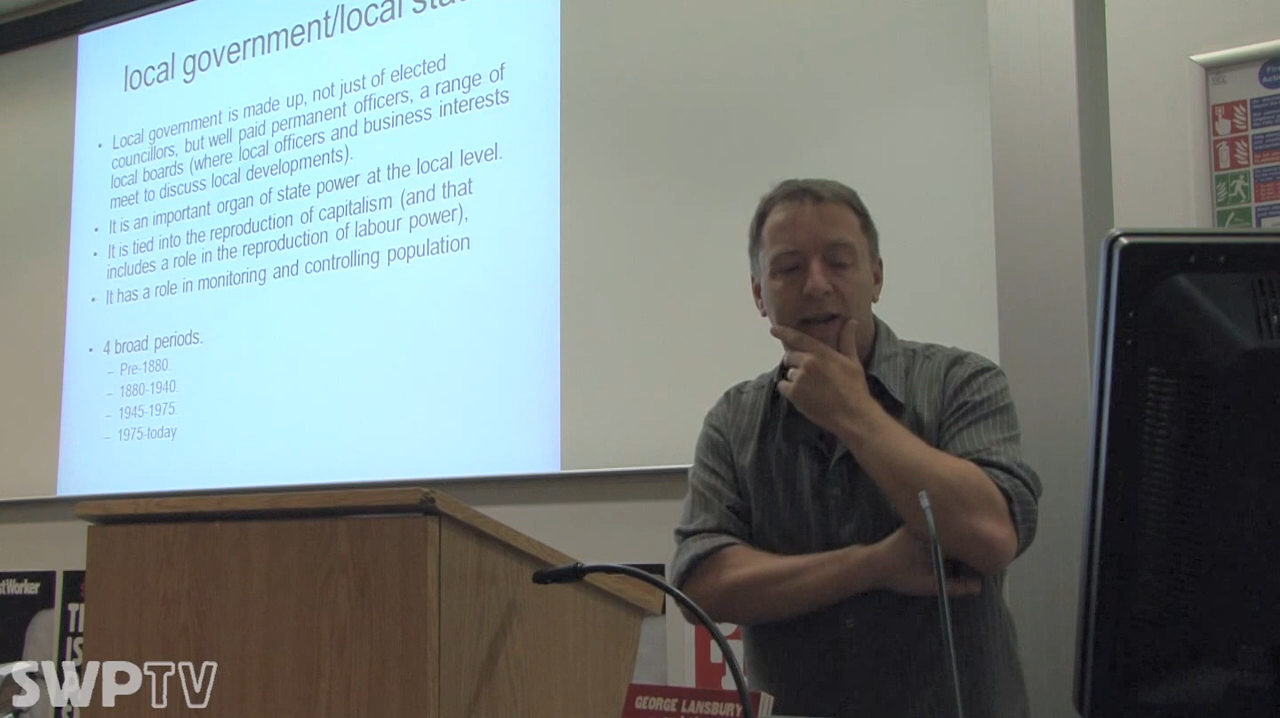 local government/local
• Local government is made up, not just of elected
councillors, but well paid permanent officers, a range of
local boards (where local officers and business interests
meet to discuss local developments).
• It is an important organ of state power at the local level.
• It is tied into the reproduction of capitalism (and that
includes a role in the reproduction of labour power),
• It has a role in monitoring and controlling population
• 4 broad periods.
– Pre-1880
– 1880-1940
– 1945-1975
– 1975-today
stWorker
SWPTV
GEORGE LANSBURY